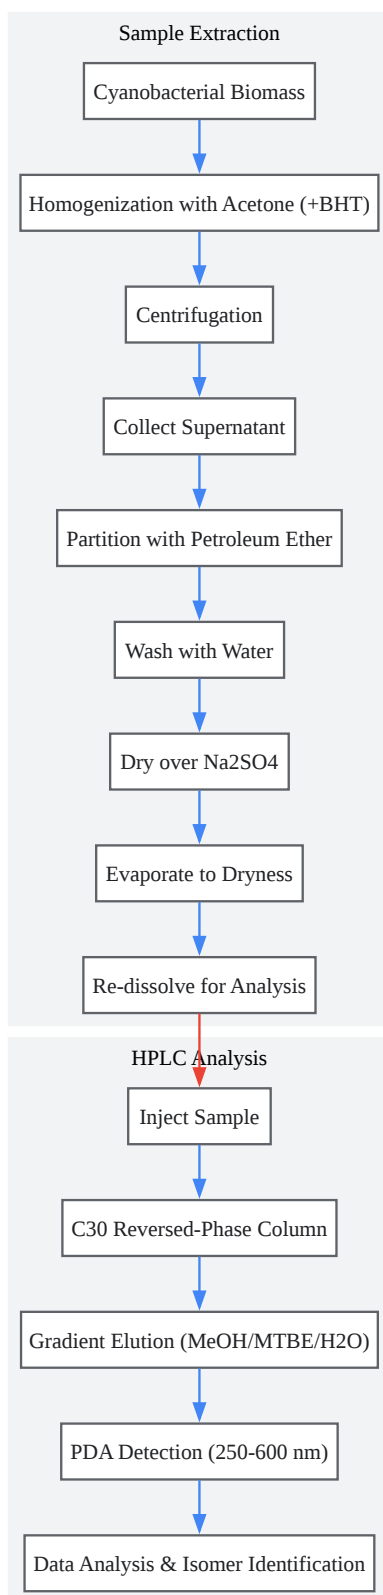 Sample Extraction
Cyanobacterial Biomass
Homogenization with Acetone (+BHT)
Centrifugation
Collect Supernatant
Partition with Petroleum Ether
Wash with Water
Dry over Na2SO4
Evaporate to Dryness
Re-dissolve for Analysis
HPLC Analysis
Inject Sample
C30 Reversed-Phase Column
Gradient Elution (MeOH/MTBE/H2O)
PDA Detection (250-600 nm)
Data Analysis & Isomer Identification